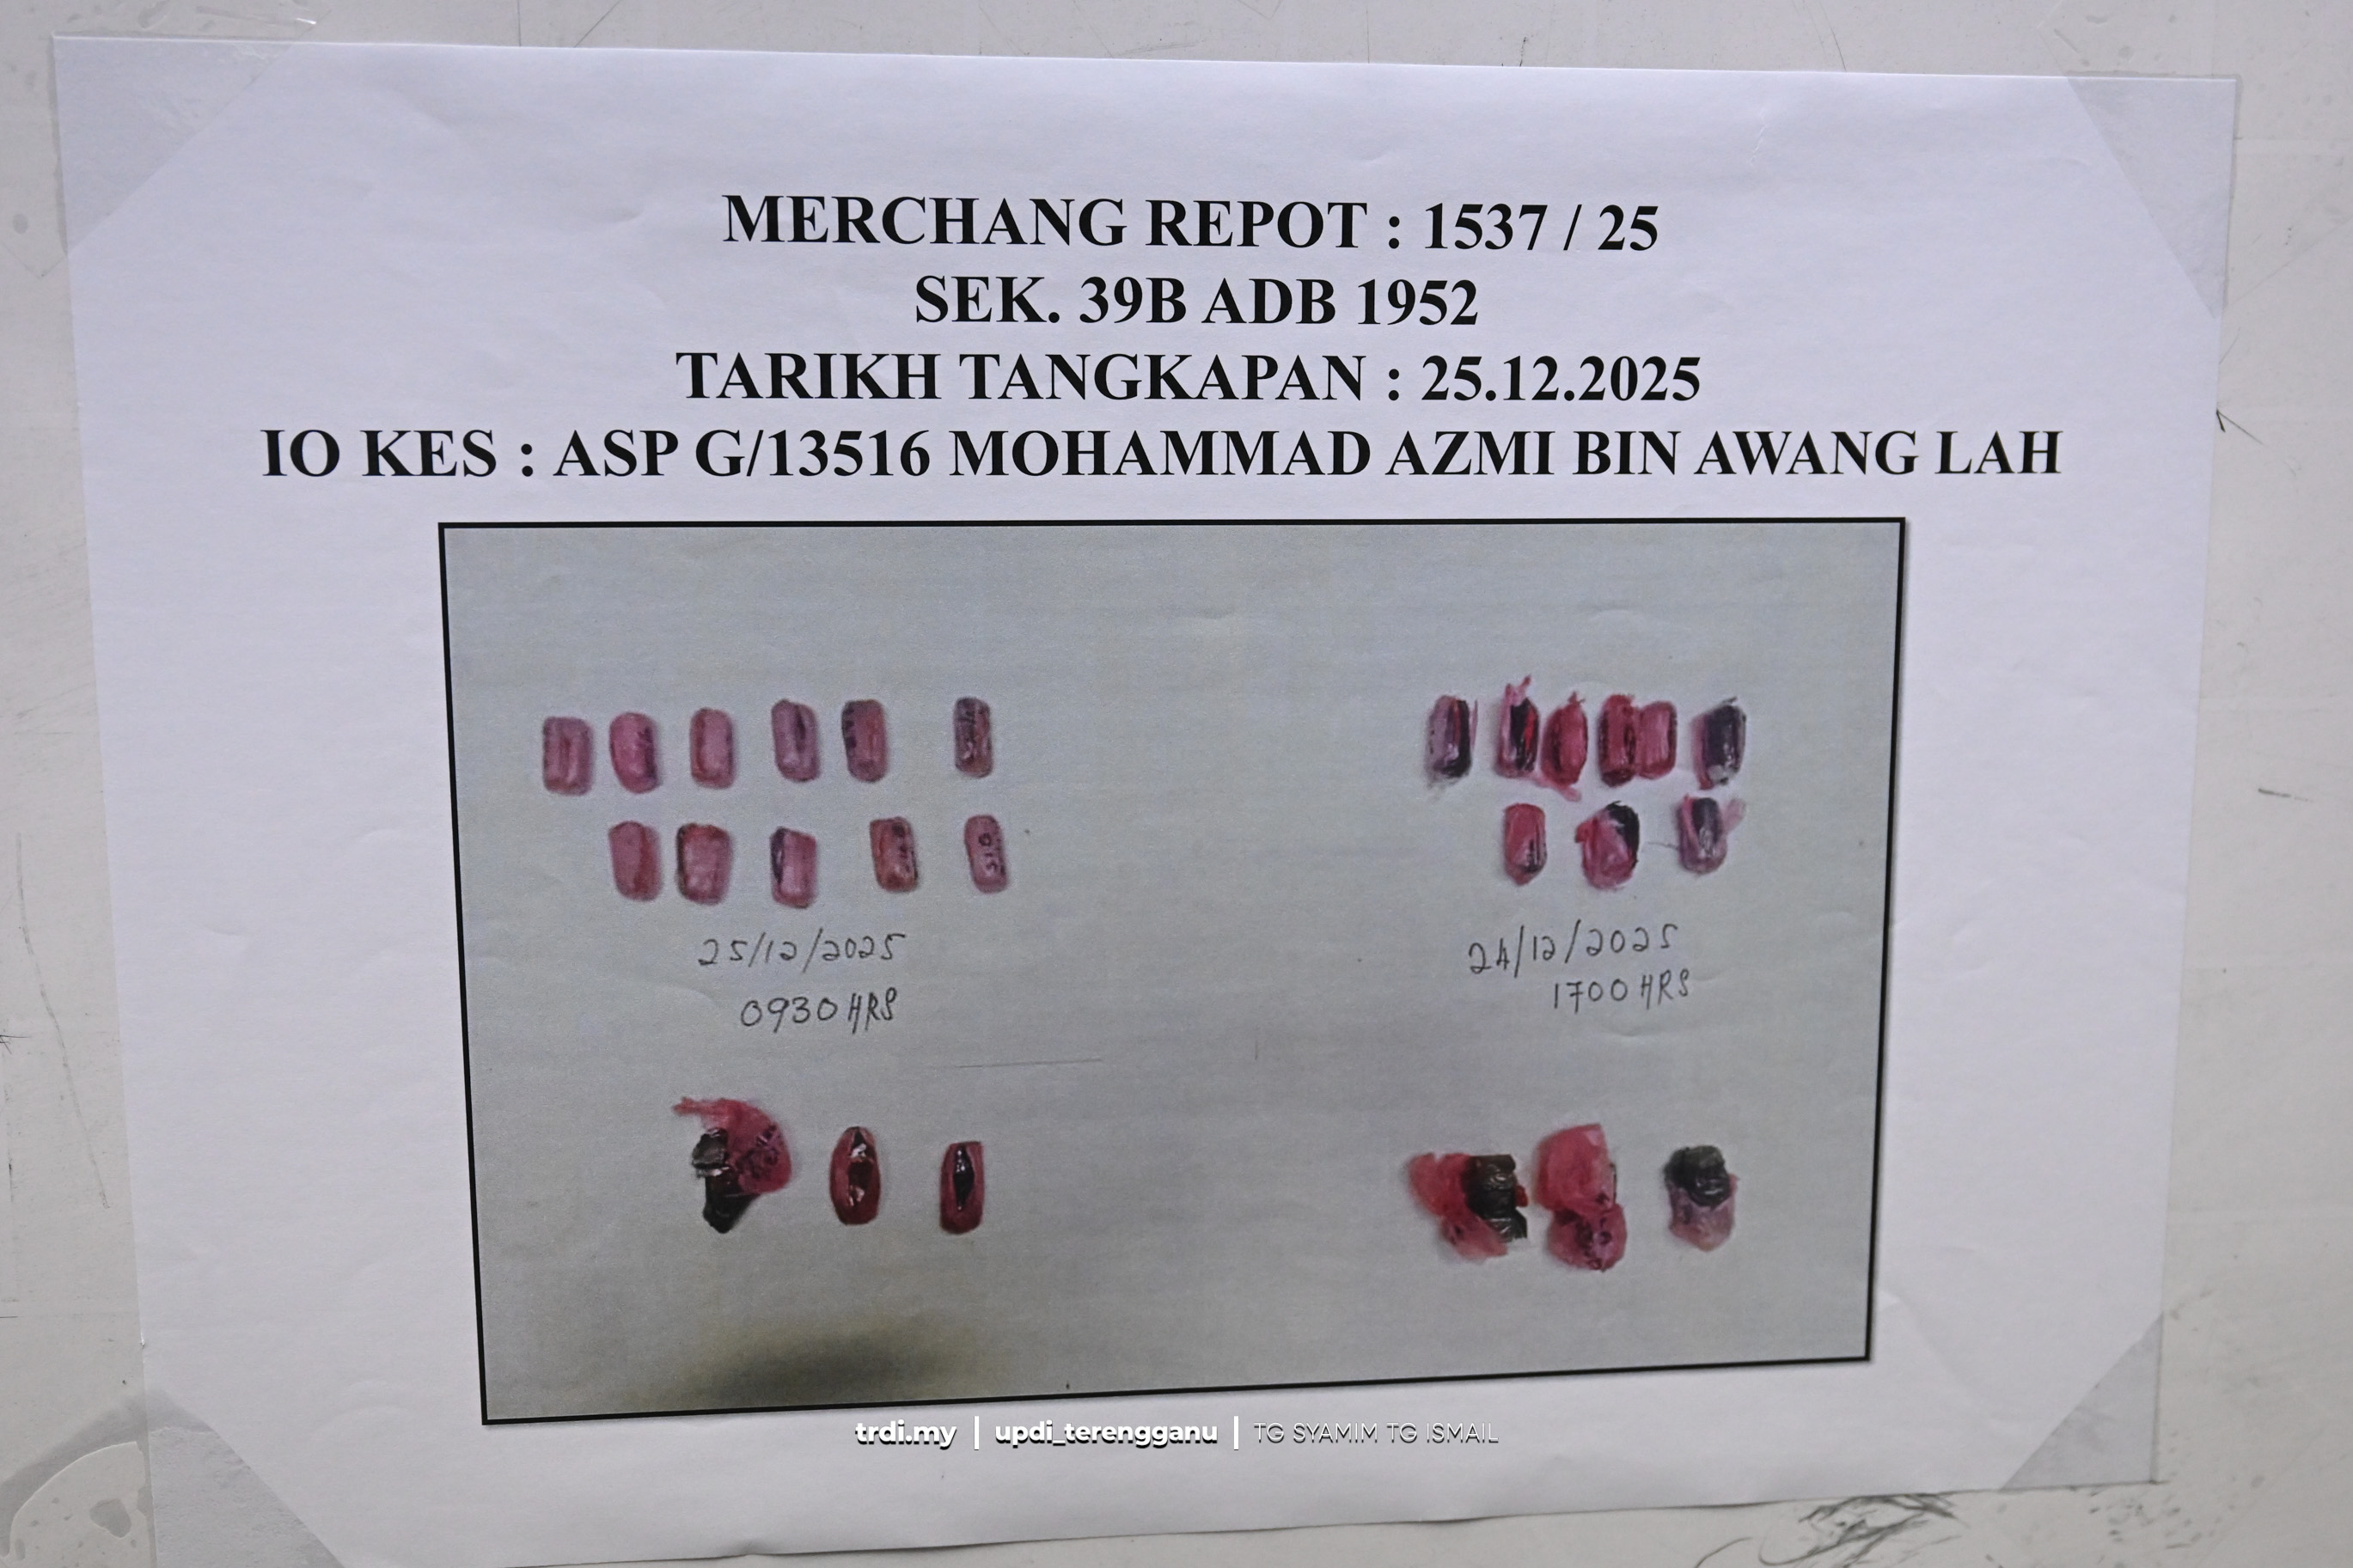 MERCHANG REPOT : 1537 / 25
SEK. 39B ADB 1952
TARIKH TANGKAPAN : 25.12.2025
IO KES : ASP G/13516 MOHAMMAD AZMI BIN AWANG LAH
25/12/2025
0930 HRS
24/12/2025
1700 HRS
trdi.my | updi_terengganu | TG SYAMIM TG ISMAIL